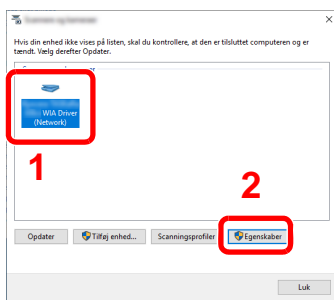 Hvis din enhed ikke vises på listen, skal du kontrollere, at den er tilsluttet computeren og er
tændt. Vælg derefter Opdater.
WIA Driver
(Network)
1
2
Opdater
Tilføj enhed...
Scanningsprofiler
Egenskaber
Luk